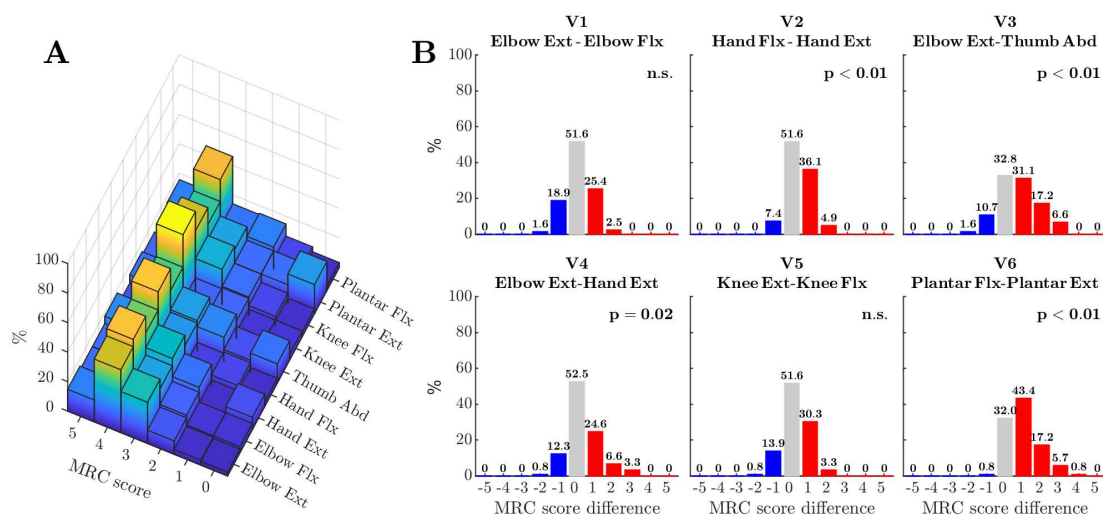 A
100
80
60
40
20
0
%
5
4
3
2
1
0
MRC score
Plantar Flx
Plantar Ext
Knee Flx
Knee Ext
Thumb Abd
Hand Flx
Hand Ext
Elbow Flx
Elbow Ext
B
V1
Elbow Ext - Elbow Flx
n.s.
100
80
60
40
20
0
%
0 0 0 1.6 18.9 51.6 25.4 2.5 0 0 0
V2
Hand Flx - Hand Ext
p < 0.01
0 0 0 0 7.4 51.6 36.1 4.9 0 0 0
V3
Elbow Ext-Thumb Abd
p < 0.01
0 0 0 1.6 10.7 32.8 31.1 17.2 6.6 0 0
V4
Elbow Ext-Hand Ext
p = 0.02
100
80
60
40
20
0
%
0 0 0 0.8 12.3 52.5 24.6 6.6 3.3 0 0
-5 -4 -3 -2 -1 0 1 2 3 4 5
MRC score difference
V5
Knee Ext-Knee Flx
n.s.
0 0 0 0.8 13.9 51.6 30.3 3.3 0 0 0
-5 -4 -3 -2 -1 0 1 2 3 4 5
MRC score difference
V6
Plantar Flx-Plantar Ext
p < 0.01
0 0 0 0 0.8 32.0 43.4 17.2 5.7 0.8 0
-5 -4 -3 -2 -1 0 1 2 3 4 5
MRC score difference